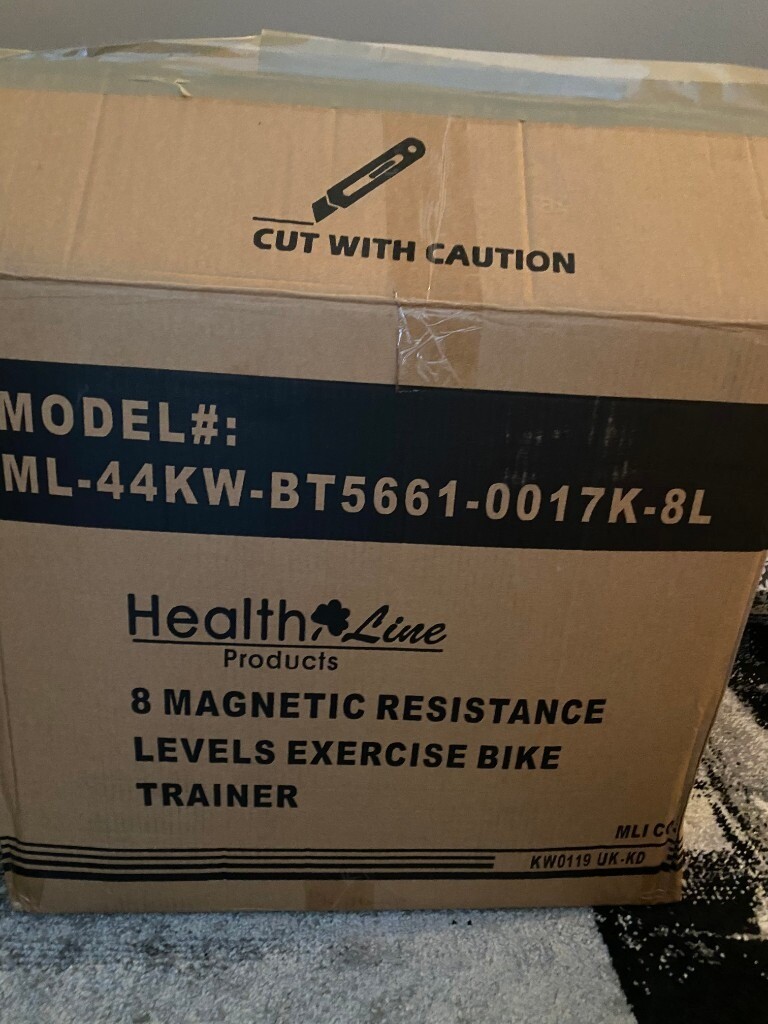 CUT WITH CAUTION
MODEL#:
ML-44KW-BT5661-0017K-8L
Health Line
Products
8 MAGNETIC RESISTANCE
LEVELS EXERCISE BIKE
TRAINER
MLI
KW0119 UK-KD